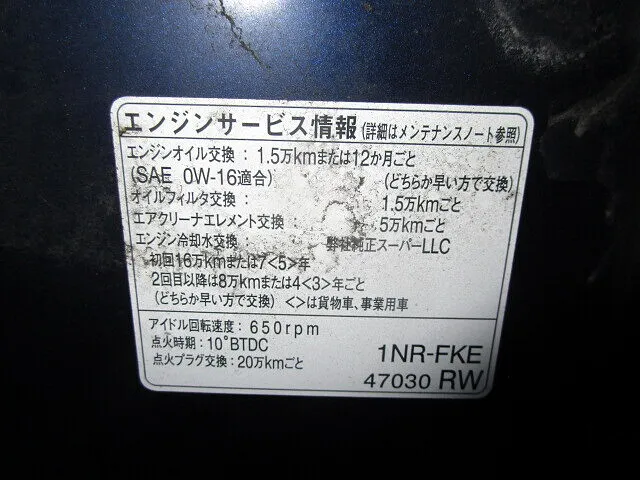 エンジンサービス情報(詳細はメンテナンスノート参照)
エンジンオイル交換 : 1.5万kmまたは12か月ごと
(SAE 0W-16適合) (どちらか早い方で交換)
オイルフィルタ交換 : 1.5万kmごと
エアクリーナエレメント交換 : 5万kmごと
エンジン冷却水交換 : 弊社純正スーパーLLC
初回16万kmまたは7<5>年
2回目以降は8万kmまたは4<3>年ごと
(どちらか早い方で交換) <>は貨物車、事業用車
アイドル回転速度 : 650rpm
点火時期 : 10°BTDC 1NR-FKE
点火プラグ交換 : 20万kmごと 47030 RW